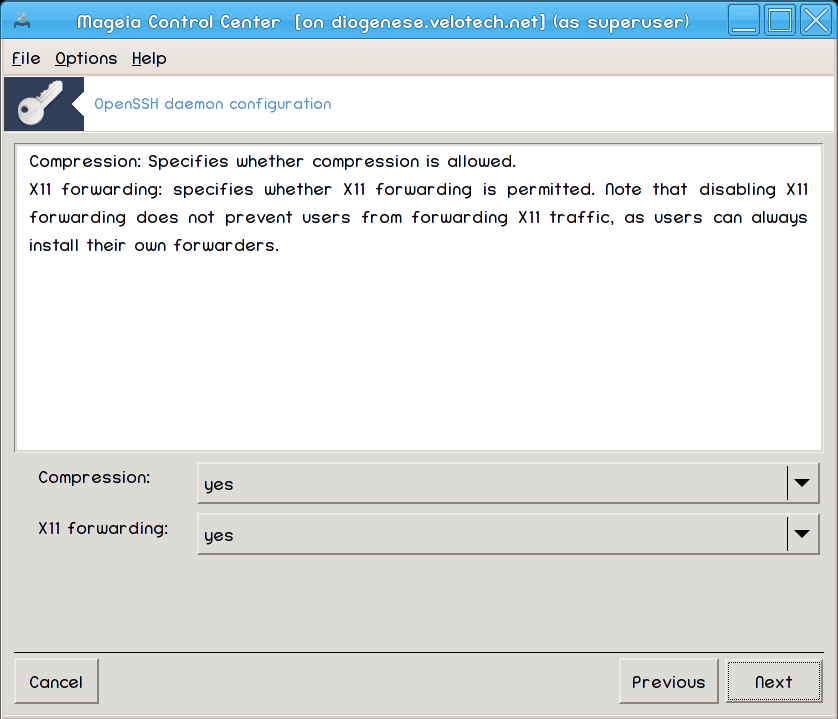 Mageia Control Center [on diogenese.velotech.net] (as superuser)
File Options Help
OpenSSH daemon configuration
Compression: Specifies whether compression is allowed.
X11 forwarding: specifies whether X11 forwarding is permitted. Note that disabling X11
forwarding does not prevent users from forwarding X11 traffic, as users can always
install their own forwarders.
Compression: yes
X11 forwarding: yes
Cancel Previous Next